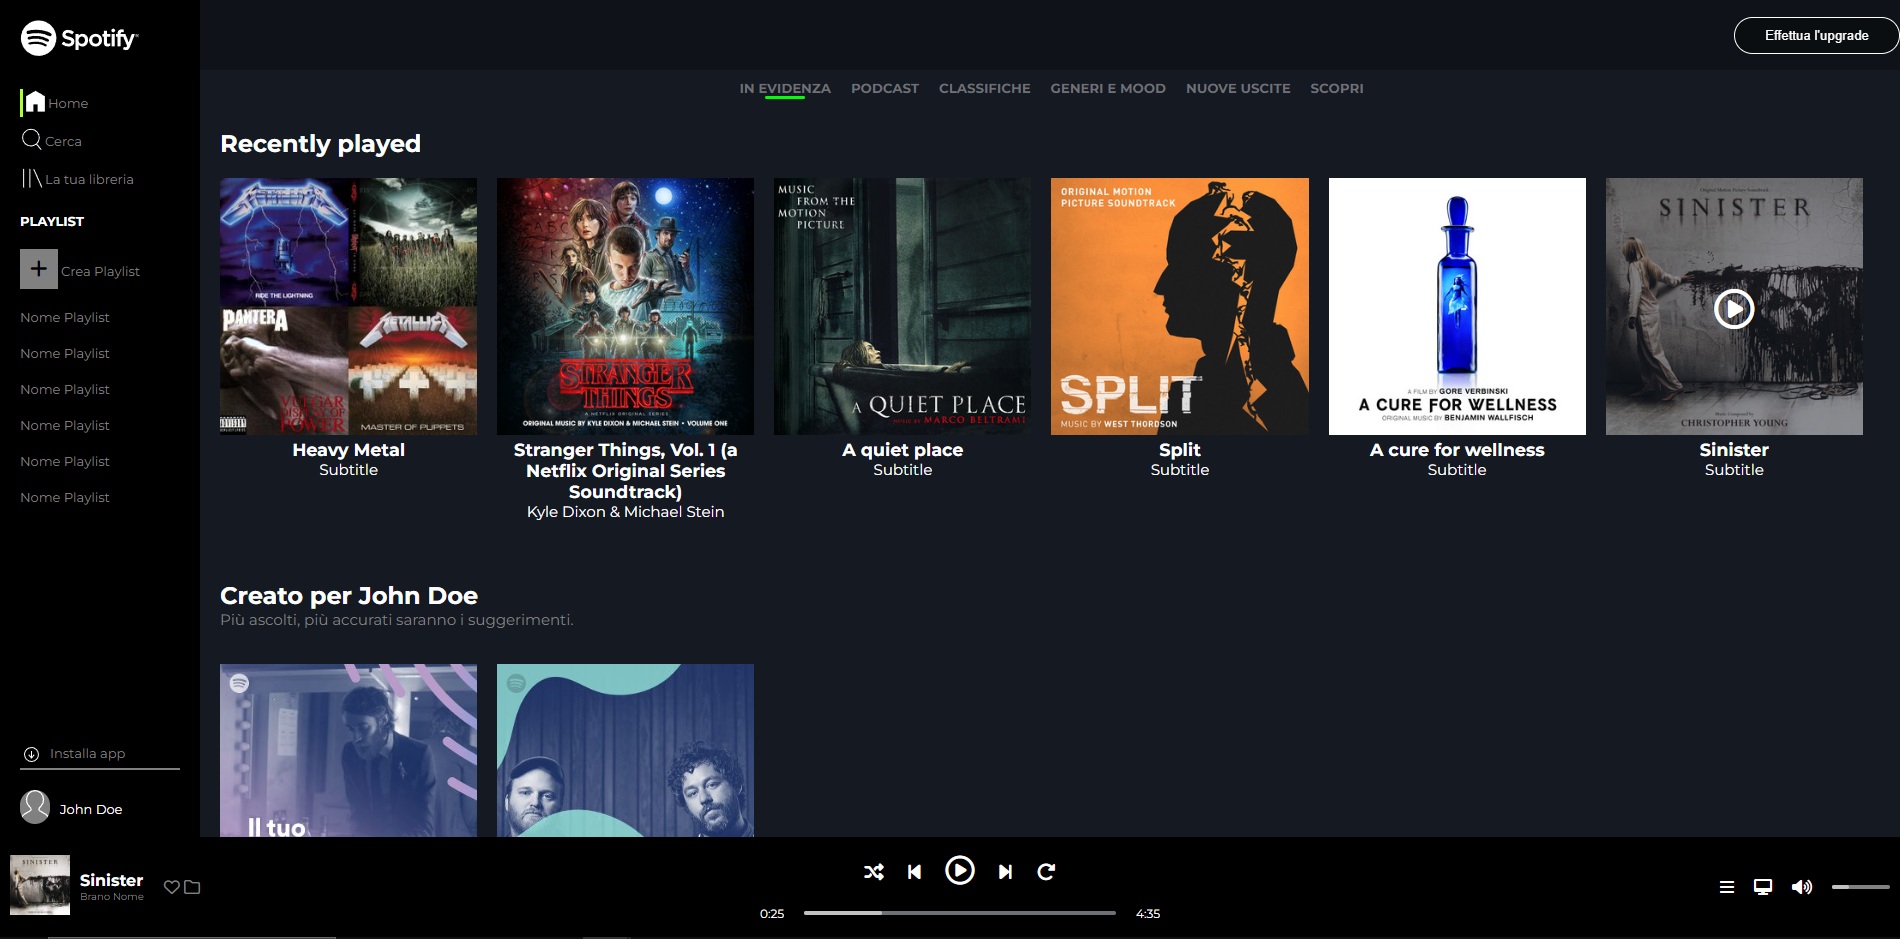 Spotify
Effettua l'upgrade
Home
Cerca
La tua libreria
PLAYLIST
Crea Playlist
Nome Playlist
Nome Playlist
Nome Playlist
Nome Playlist
Nome Playlist
Nome Playlist
Installa app
John Doe
IN EVIDENZA PODCAST CLASSIFICHE GENERI E MOOD NUOVE USCITE SCOPRI
Recently played
METALLICA
RIDE THE LIGHTNING
PANTERA
VULGAR
DISPLAY OF
POWER
METALLICA
MASTER OF PUPPETS
Heavy Metal
Subtitle
STRANGER
THINGS
A NETFLIX ORIGINAL SERIES
ORIGINAL MUSIC BY KYLE DIXON & MICHAEL STEIN • VOLUME ONE
Stranger Things, Vol. 1 (a
Netflix Original Series
Soundtrack)
Kyle Dixon & Michael Stein
MUSIC
FROM THE
MOTION
PICTURE
A QUIET PLACE
MUSIC BY MARCO BELTRAMI
A quiet place
Subtitle
ORIGINAL MOTION
PICTURE SOUNDTRACK
SPLIT
MUSIC BY WEST THORDSON
Split
Subtitle
A FILM BY GORE VERBINSKI
A CURE FOR WELLNESS
ORIGINAL MUSIC BY BENJAMIN WALLFISCH
A cure for wellness
Subtitle
Original Motion Picture Soundtrack
SINISTER
Music Composed by
CHRISTOPHER YOUNG
Sinister
Subtitle
Creato per John Doe
Più ascolti, più accurati saranno i suggerimenti.
Il tuo
SINISTER
Sinister
Brano Nome
0:25
4:35